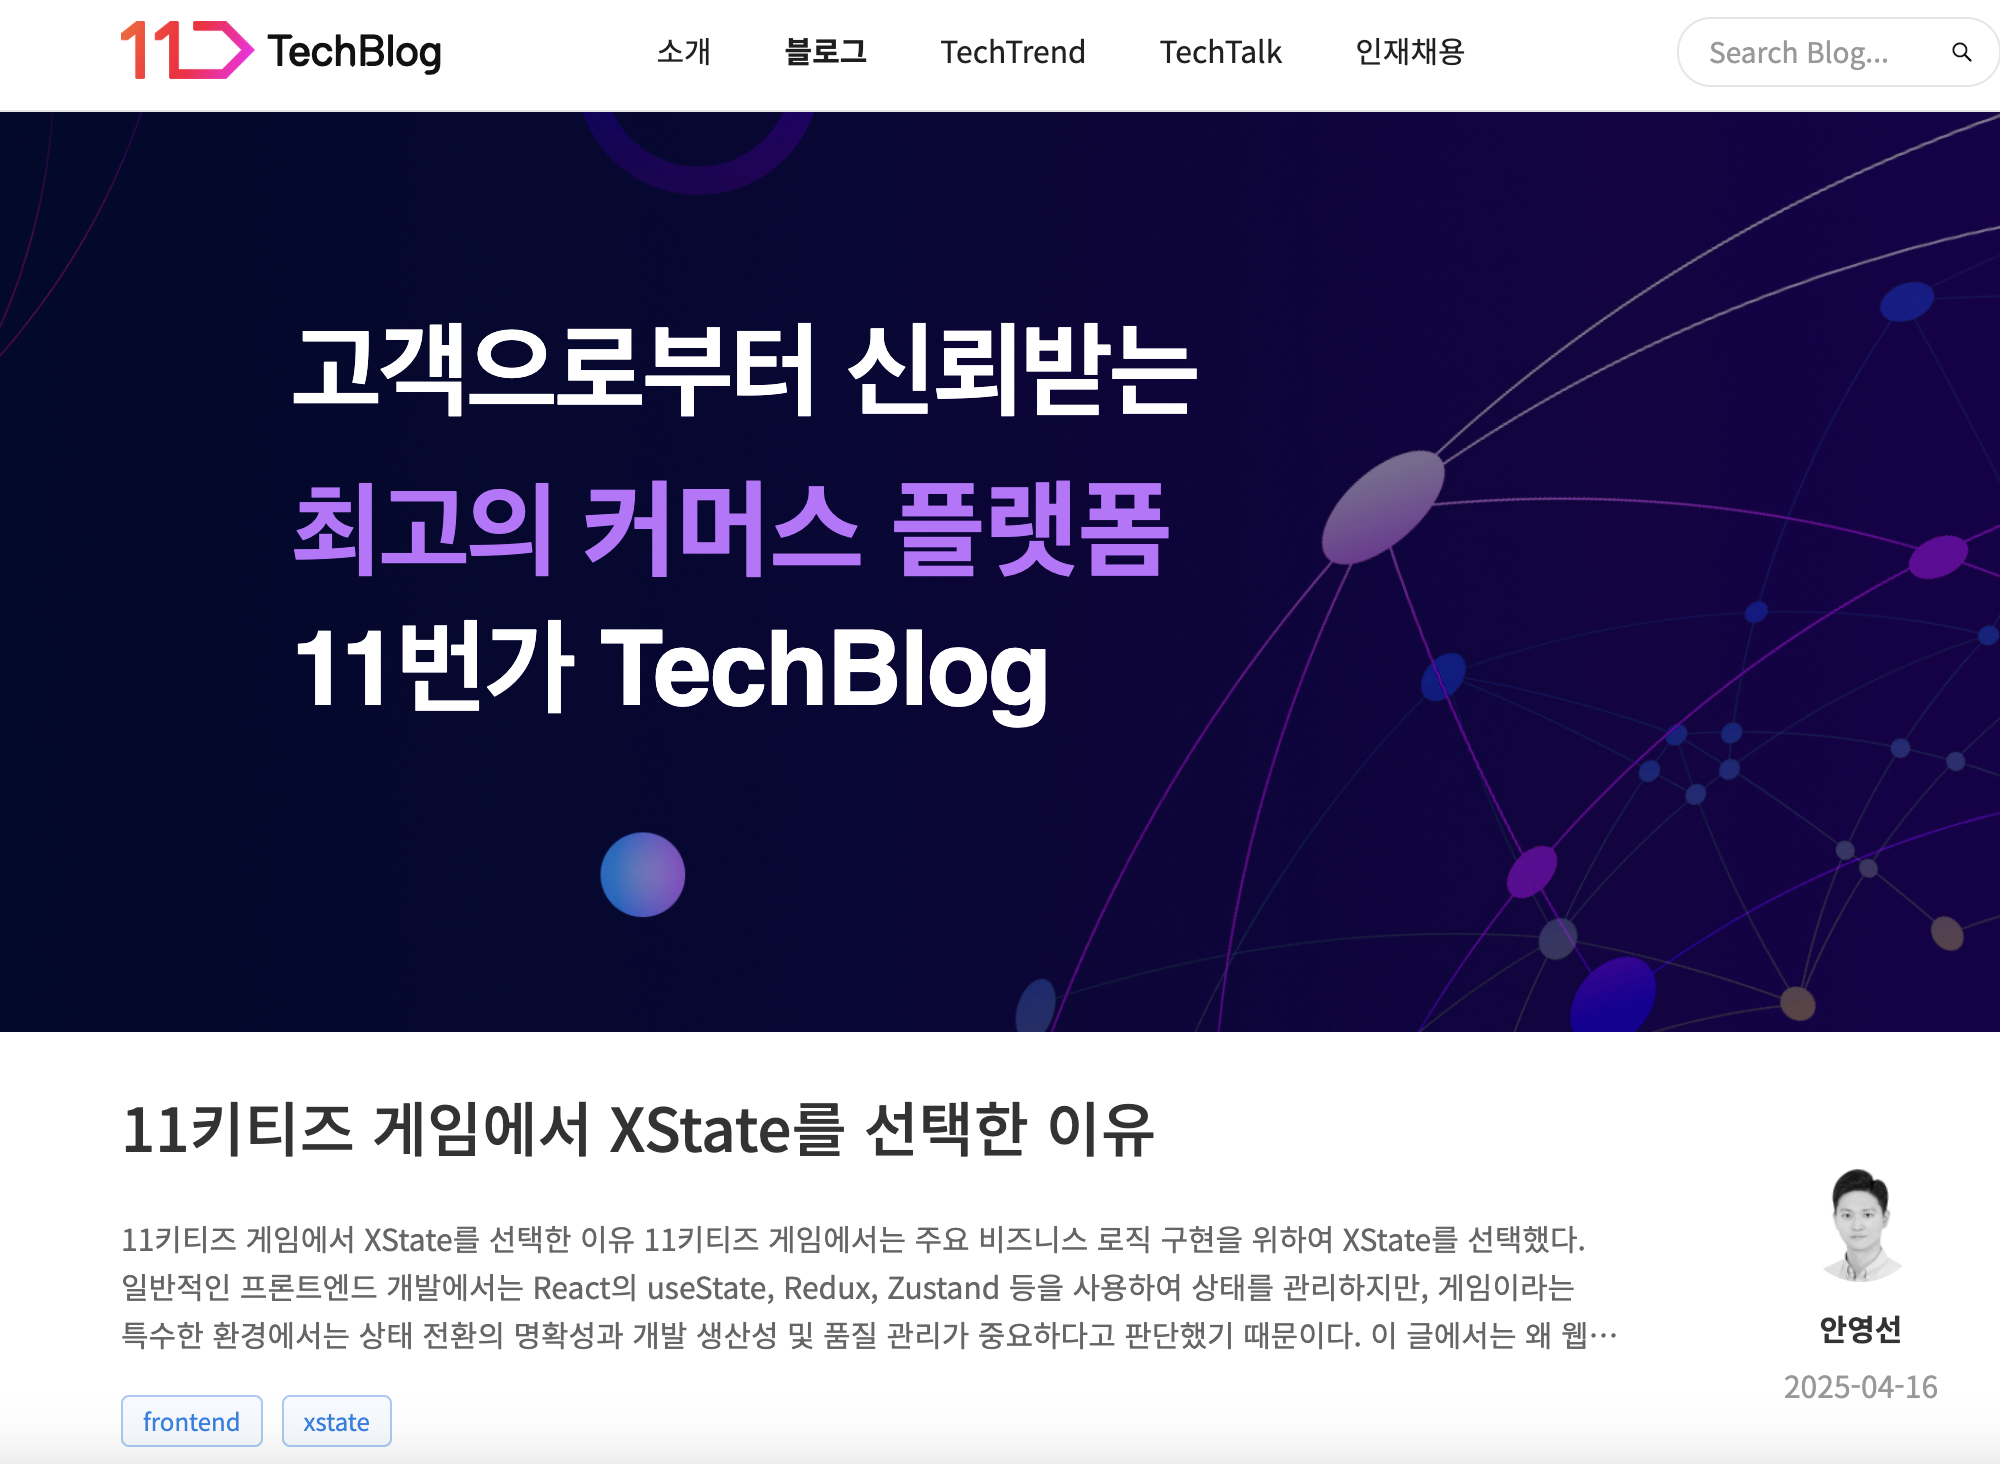 11 TechBlog
소개 블로그 TechTrend TechTalk 인재채용 Search Blog...
고객으로부터 신뢰받는
최고의 커머스 플랫폼
11번가 TechBlog
11키티즈 게임에서 XState를 선택한 이유
11키티즈 게임에서 XState를 선택한 이유 11키티즈 게임에서는 주요 비즈니스 로직 구현을 위하여 XState를 선택했다.
일반적인 프론트엔드 개발에서는 React의 useState, Redux, Zustand 등을 사용하여 상태를 관리하지만, 게임이라는
특수한 환경에서는 상태 전환의 명확성과 개발 생산성 및 품질 관리가 중요하다고 판단했기 때문이다. 이 글에서는 왜 웹…
frontend xstate
안영선
2025-04-16